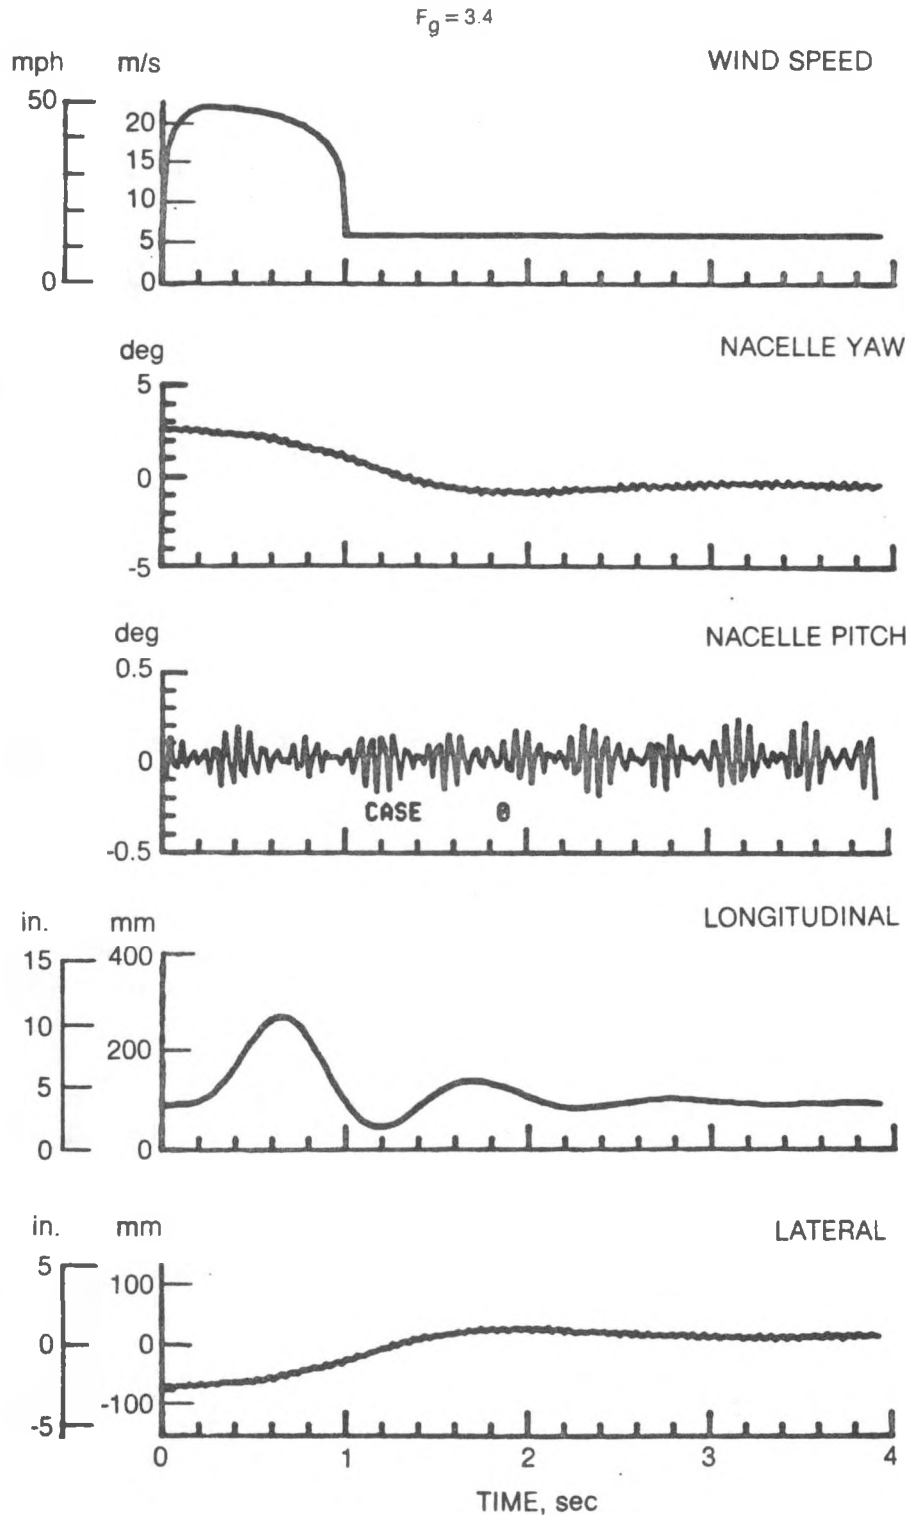 Fg = 3.4
mph m/s WIND SPEED
50
20
15
10
5
0 0
deg NACELLE YAW
5
0
-5
deg NACELLE PITCH
0.5
0
CASE 0
-0.5
in. mm LONGITUDINAL
15 400
10
200
5
0 0
in. mm LATERAL
5
100
0 0
-100
-5
0 1 2 3 4
TIME, sec